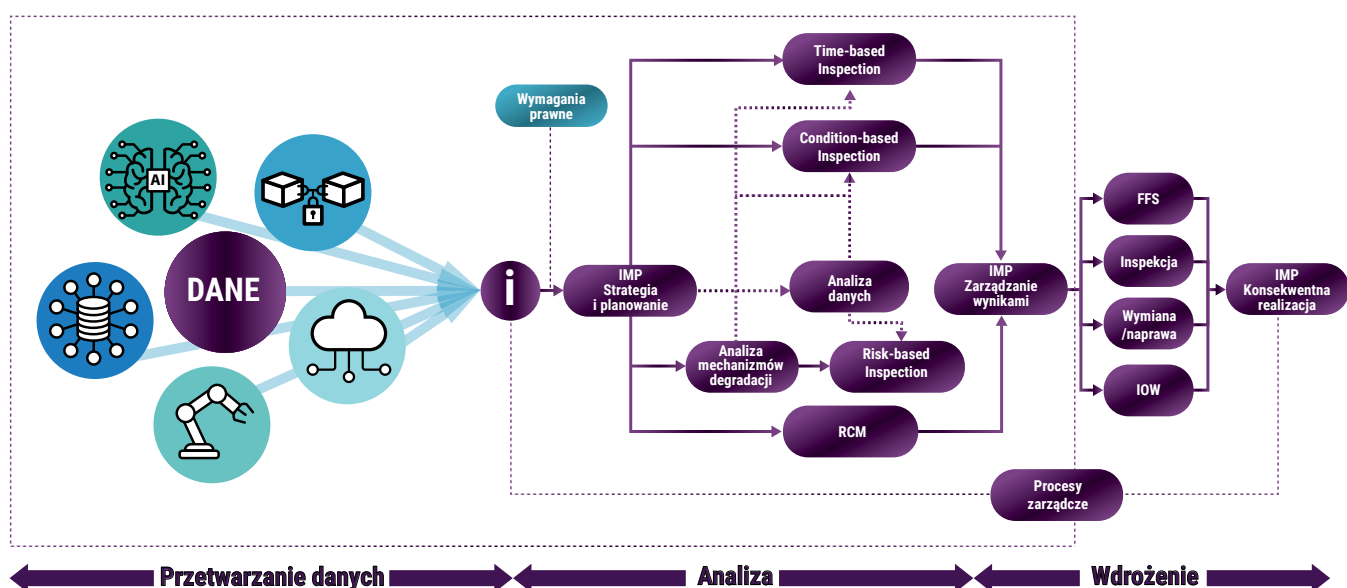 Time-based
Inspection
Wymagania
prawne
Condition-based
Inspection
AI
DANE
i
IMP
Strategia
i planowanie
Analiza
danych
IMP
Zarządzanie
wynikami
FFS
Inspekcja
Wymiana
/naprawa
IOW
IMP
Konsekwentna
realizacja
Analiza
mechanizmów
degradacji
Risk-based
Inspection
RCM
Procesy
zarządcze
Przetwarzanie danych
Analiza
Wdrożenie